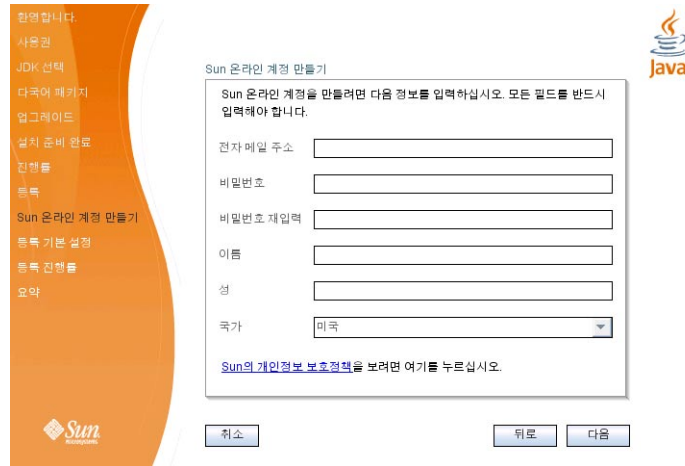 환영합니다.
사용권
JDK 선택
다국어 패키지
업그레이드
설치 준비 완료
진행률
등록
Sun 온라인 계정 만들기
등록 기본 설정
등록 진행률
요약
Sun
microsystems
Java
Sun 온라인 계정 만들기
Sun 온라인 계정을 만들려면 다음 정보를 입력하십시오. 모든 필드를 반드시
입력해야 합니다.
전자 메일 주소
비밀번호
비밀번호 재입력
이름
성
국가 미국
Sun의 개인정보 보호정책을 보려면 여기를 누르십시오.
취소 뒤로 다음